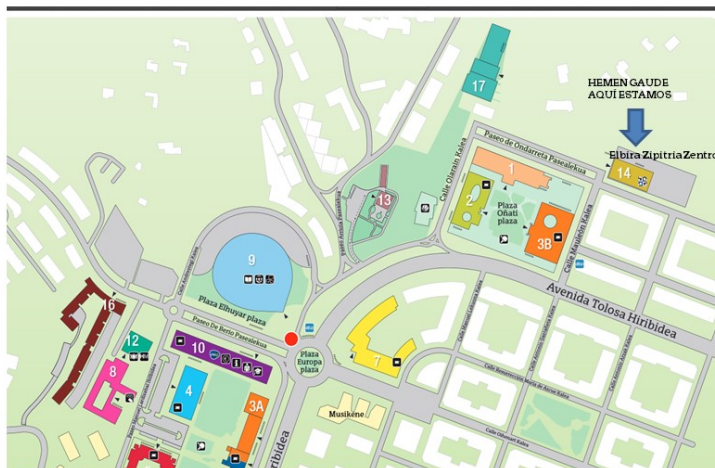 HEMEN GAUDE
AQUÍ ESTAMOS
Elbira Zipitria Zentro
14
17
Paseo de Ondarreta Pasealekua
1
2
Plaza
Oñati
plaza
3B
Calle Olarain Kalea
Calle Mauleón Kalea
13
9
Plaza Elhuyar plaza
Paseo De Berio Pasealekua
16
12
10
8
4
3A
Plaza
Europa
plaza
7
Avenida Tolosa Hiribidea
Musikene
Hiribidea